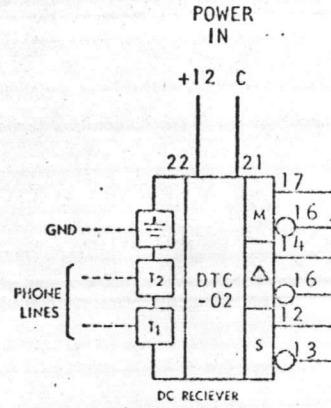 POWER
IN
+12 C
22 21
17
M
16
14
GND
T2
DTC
-02
16
PHONE
LINES
12
T1
S
13
DC RECIEVER